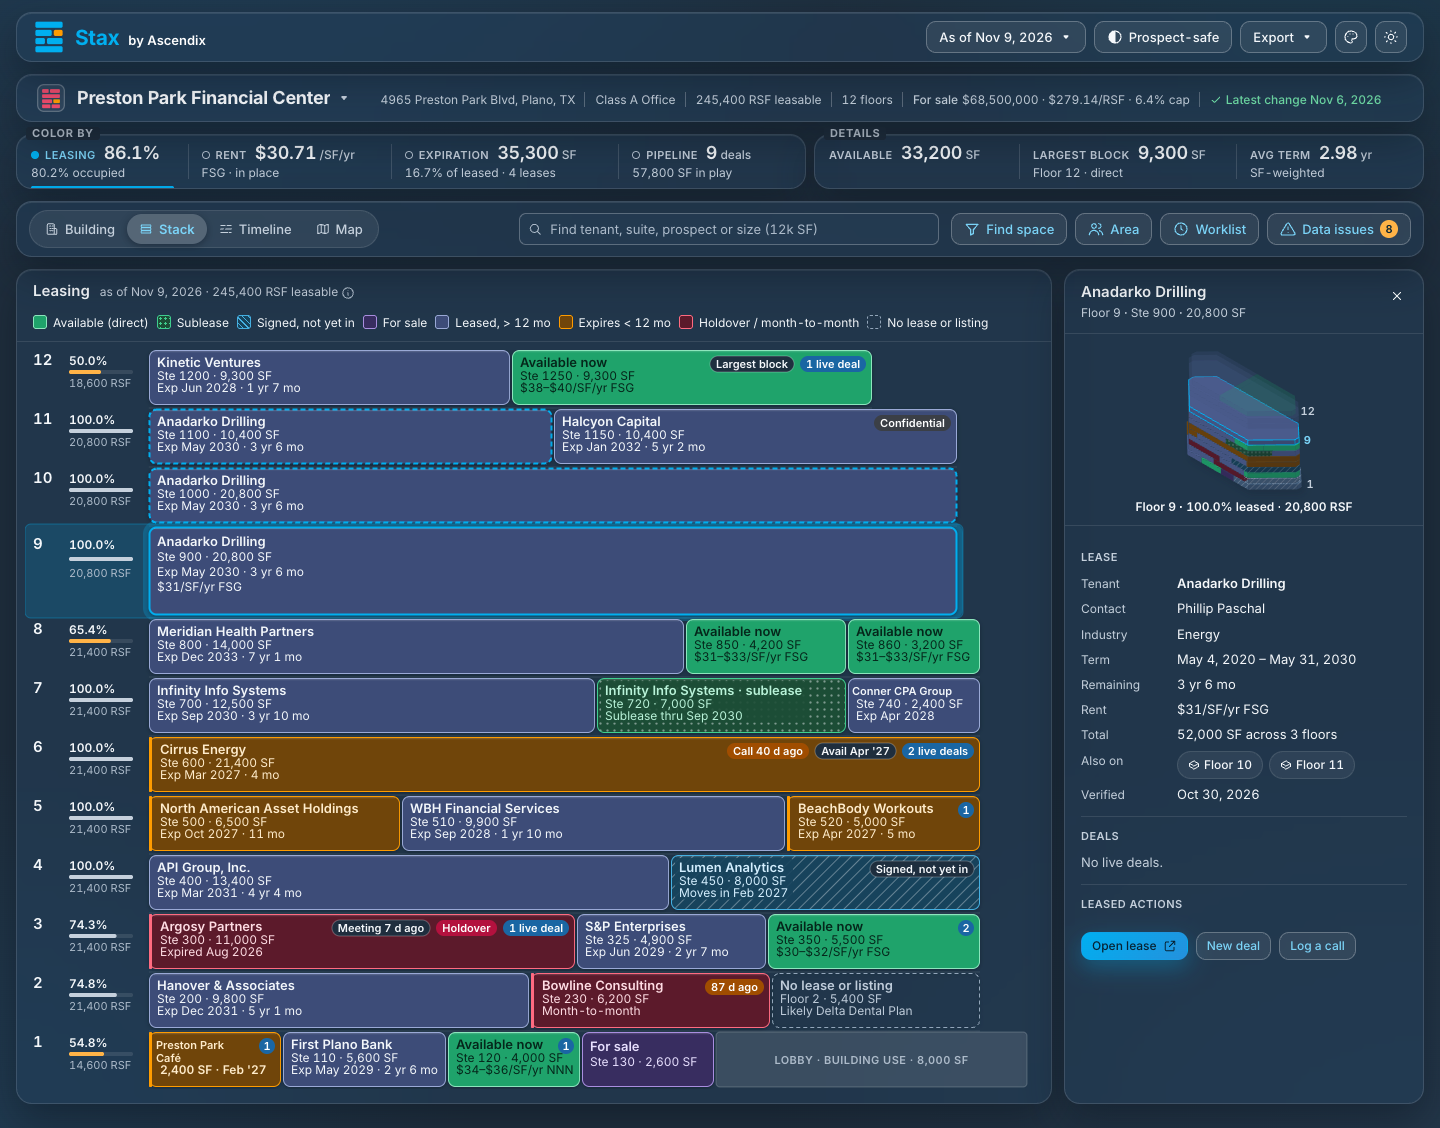 Stax by Ascendix
As of Nov 9, 2026
Prospect-safe
Export
Preston Park Financial Center
4965 Preston Park Blvd, Plano, TX
Class A Office
245,400 RSF leasable
12 floors
For sale $68,500,000 · $279.14/RSF · 6.4% cap
✓ Latest change Nov 6, 2026
COLOR BY
LEASING 86.1%
80.2% occupied
RENT $30.71 /SF/yr
FSG · in place
EXPIRATION 35,300 SF
16.7% of leased · 4 leases
PIPELINE 9 deals
57,800 SF in play
DETAILS
AVAILABLE 33,200 SF
LARGEST BLOCK 9,300 SF
Floor 12 · direct
AVG TERM 2.98 yr
SF-weighted
Building
Stack
Timeline
Map
Find tenant, suite, prospect or size (12k SF)
Find space
Area
Worklist
Data issues 8
Leasing as of Nov 9, 2026 · 245,400 RSF leasable
Available (direct)
Sublease
Signed, not yet in
For sale
Leased, > 12 mo
Expires < 12 mo
Holdover / month-to-month
No lease or listing
12
50.0%
18,600 RSF
Kinetic Ventures
Ste 1200 · 9,300 SF
Exp Jun 2028 · 1 yr 7 mo
Available now
Ste 1250 · 9,300 SF
$38–$40/SF/yr FSG
Largest block
1 live deal
11
100.0%
20,800 RSF
Anadarko Drilling
Ste 1100 · 10,400 SF
Exp May 2030 · 3 yr 6 mo
Halcyon Capital
Ste 1150 · 10,400 SF
Exp Jan 2032 · 5 yr 2 mo
Confidential
10
100.0%
20,800 RSF
Anadarko Drilling
Ste 1000 · 20,800 SF
Exp May 2030 · 3 yr 6 mo
9
100.0%
20,800 RSF
Anadarko Drilling
Ste 900 · 20,800 SF
Exp May 2030 · 3 yr 6 mo
$31/SF/yr FSG
8
65.4%
21,400 RSF
Meridian Health Partners
Ste 800 · 14,000 SF
Exp Dec 2033 · 7 yr 1 mo
Available now
Ste 850 · 4,200 SF
$31–$33/SF/yr FSG
Available now
Ste 860 · 3,200 SF
$31–$33/SF/yr FSG
7
100.0%
21,400 RSF
Infinity Info Systems
Ste 700 · 12,500 SF
Exp Sep 2030 · 3 yr 10 mo
Infinity Info Systems · sublease
Ste 720 · 7,000 SF
Sublease thru Sep 2030
Conner CPA Group
Ste 740 · 2,400 SF
Exp Apr 2028
6
100.0%
21,400 RSF
Cirrus Energy
Ste 600 · 21,400 SF
Exp Mar 2027 · 4 mo
Call 40 d ago
Avail Apr '27
2 live deals
5
100.0%
21,400 RSF
North American Asset Holdings
Ste 500 · 6,500 SF
Exp Oct 2027 · 11 mo
WBH Financial Services
Ste 510 · 9,900 SF
Exp Sep 2028 · 1 yr 10 mo
BeachBody Workouts
Ste 520 · 5,000 SF
Exp Apr 2027 · 5 mo
1
4
100.0%
21,400 RSF
API Group, Inc.
Ste 400 · 13,400 SF
Exp Mar 2031 · 4 yr 4 mo
Lumen Analytics
Ste 450 · 8,000 SF
Moves in Feb 2027
Signed, not yet in
3
74.3%
21,400 RSF
Argosy Partners
Ste 300 · 11,000 SF
Expired Aug 2026
Meeting 7 d ago
Holdover
1 live deal
S&P Enterprises
Ste 325 · 4,900 SF
Exp Jun 2029 · 2 yr 7 mo
Available now
Ste 350 · 5,500 SF
$30–$32/SF/yr FSG
2
2
74.8%
21,400 RSF
Hanover & Associates
Ste 200 · 9,800 SF
Exp Dec 2031 · 5 yr 1 mo
Bowline Consulting
Ste 230 · 6,200 SF
Month-to-month
87 d ago
No lease or listing
Floor 2 · 5,400 SF
Likely Delta Dental Plan
1
54.8%
14,600 RSF
Preston Park
Café
2,400 SF · Feb '27
1
First Plano Bank
Ste 110 · 5,600 SF
Exp May 2029 · 2 yr 6 mo
Available now
Ste 120 · 4,000 SF
$34–$36/SF/yr NNN
1
For sale
Ste 130 · 2,600 SF
LOBBY · BUILDING USE · 8,000 SF
Anadarko Drilling
Floor 9 · Ste 900 · 20,800 SF
12
9
1
Floor 9 · 100.0% leased · 20,800 RSF
LEASE
Tenant Anadarko Drilling
Contact Phillip Paschal
Industry Energy
Term May 4, 2020 – May 31, 2030
Remaining 3 yr 6 mo
Rent $31/SF/yr FSG
Total 52,000 SF across 3 floors
Also on Floor 10 Floor 11
Verified Oct 30, 2026
DEALS
No live deals.
LEASED ACTIONS
Open lease
New deal
Log a call